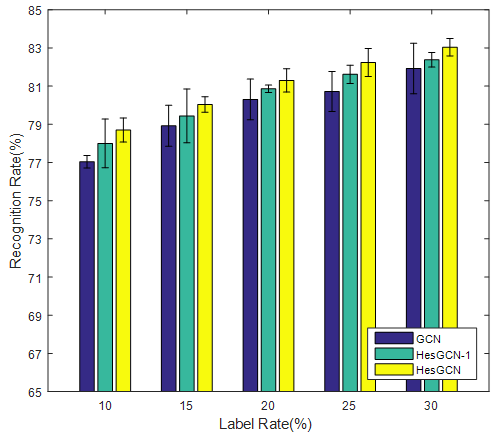 85
83
81
79
77
75
73
71
69
67
65
Recognition Rate(%)
GCN
HesGCN-1
HesGCN
10 15 20 25 30
Label Rate(%)